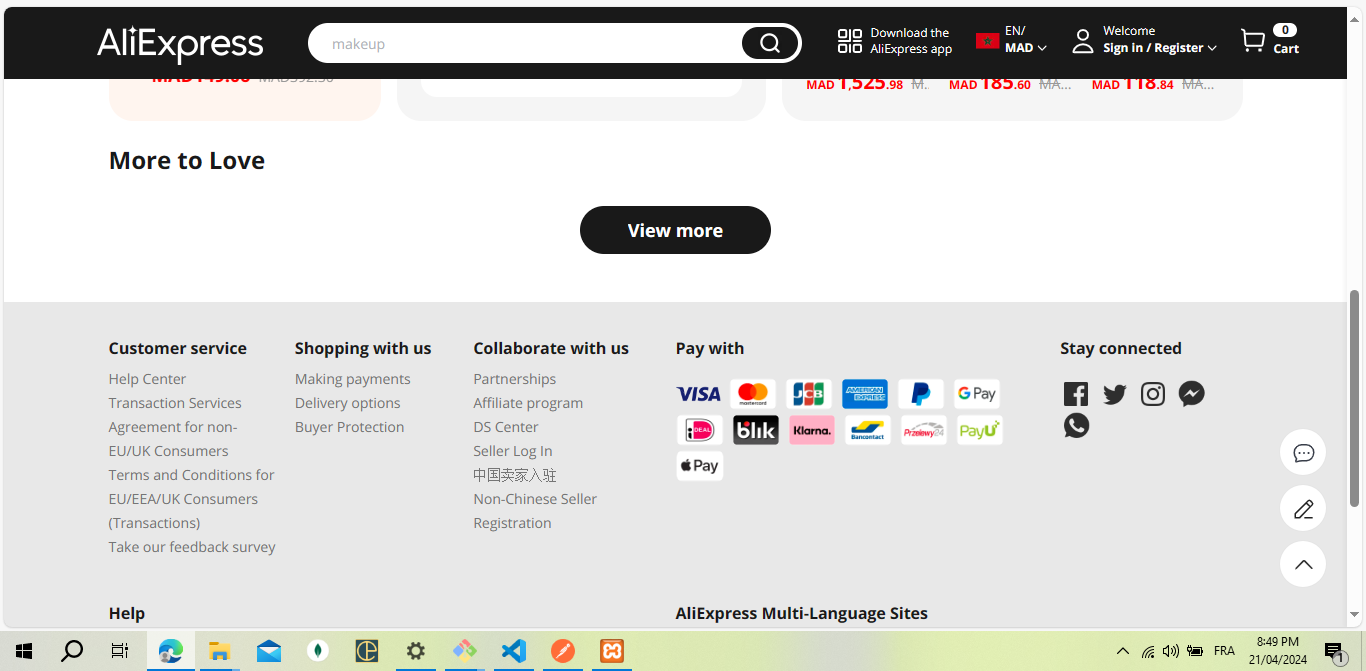 AliExpress
makeup
Download the
AliExpress app
EN/
MAD
Welcome
Sign in / Register
0
Cart
MAD149.00 MAD392.50
MAD 1,525.98 M..
MAD 185.60 MA...
MAD 118.84 MA...
More to Love
View more
Customer service
Help Center
Transaction Services
Agreement for non-
EU/UK Consumers
Terms and Conditions for
EU/EEA/UK Consumers
(Transactions)
Take our feedback survey
Shopping with us
Making payments
Delivery options
Buyer Protection
Collaborate with us
Partnerships
Affiliate program
DS Center
Seller Log In
中国卖家入驻
Non-Chinese Seller
Registration
Pay with
VISA mastercard JCB AMERICAN EXPRESS G Pay
iDEAL blik Klarna. Bancontact Przelewy24 PayU
Pay
Stay connected
Help
AliExpress Multi-Language Sites
FRA
8:49 PM
21/04/2024
1